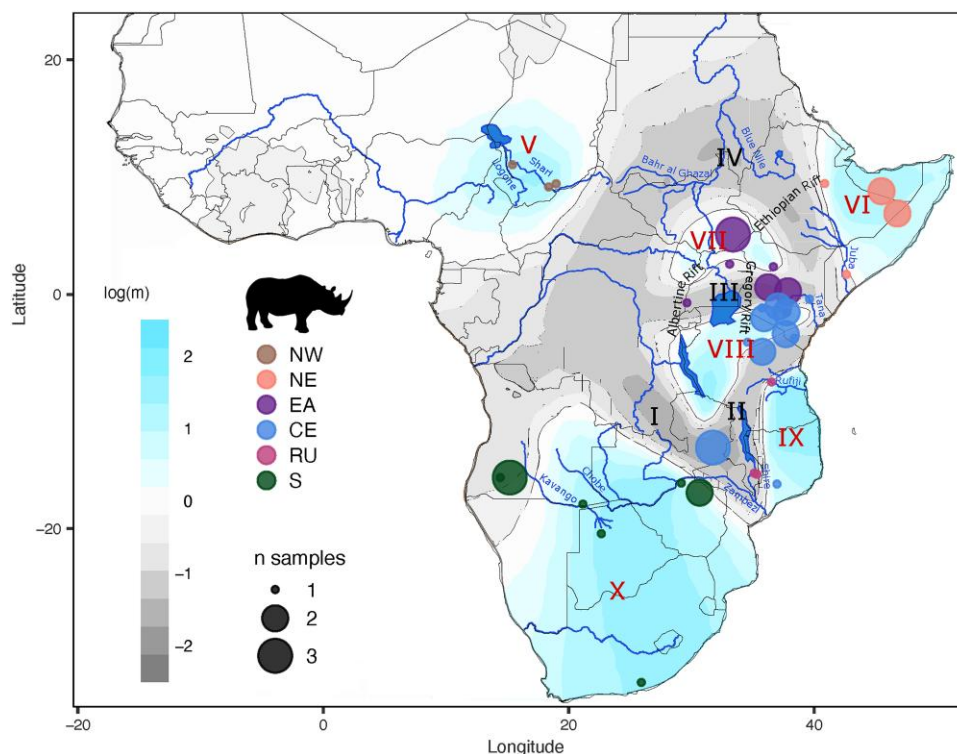 20
0
−20
Latitude
−20
0
20
40
Longitude
log(m)
2
1
0
−1
−2
NW
NE
EA
CE
RU
S
n samples
1
2
3
V
Logone
Shari
Bahr al Ghazal
IV
Blue Nile
Ethiopian Rift
VI
Juba
VII
Albertine Rift
III
Gregory Rift
Tana
VIII
Rufiji
I
II
IX
Kavango
Chobe
Zambezi
Shire
X